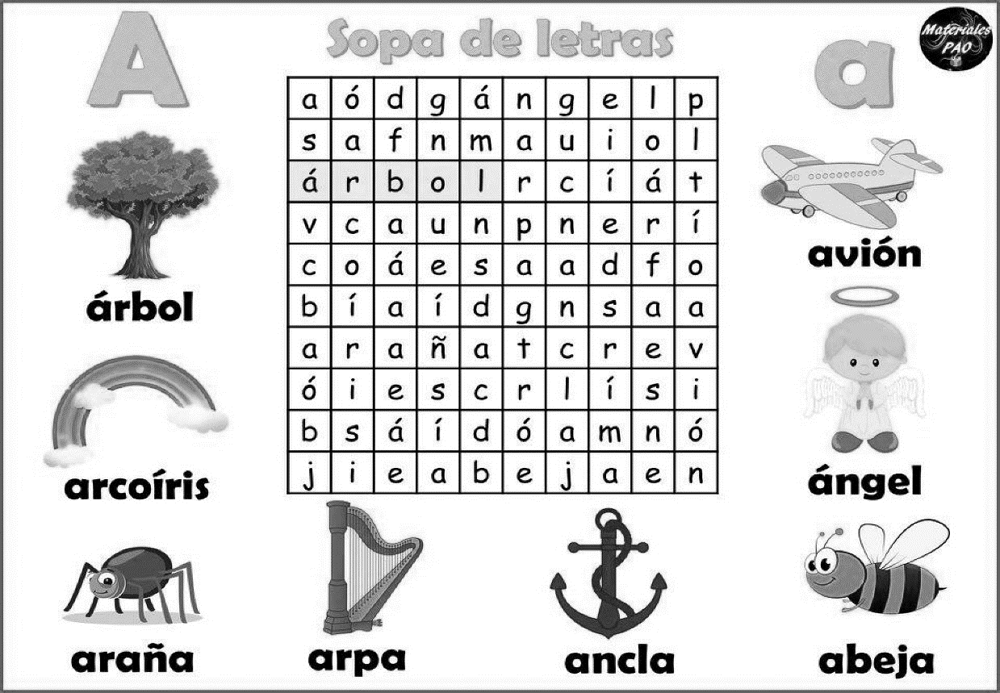 A
Sopa de letras
a
Materiales
PAO
a ó d g á n g e l p
s a f n m a u i o l
á r b o l r c í á t
v c a u n p n e r í
c o á e s a a d f o
b í a í d g n s a a
a r a ñ a t c r e v
ó i e s c r l í s i
b s á í d ó a m n ó
j i e a b e j a e n
árbol
arcoíris
avión
ángel
araña
arpa
ancla
abeja